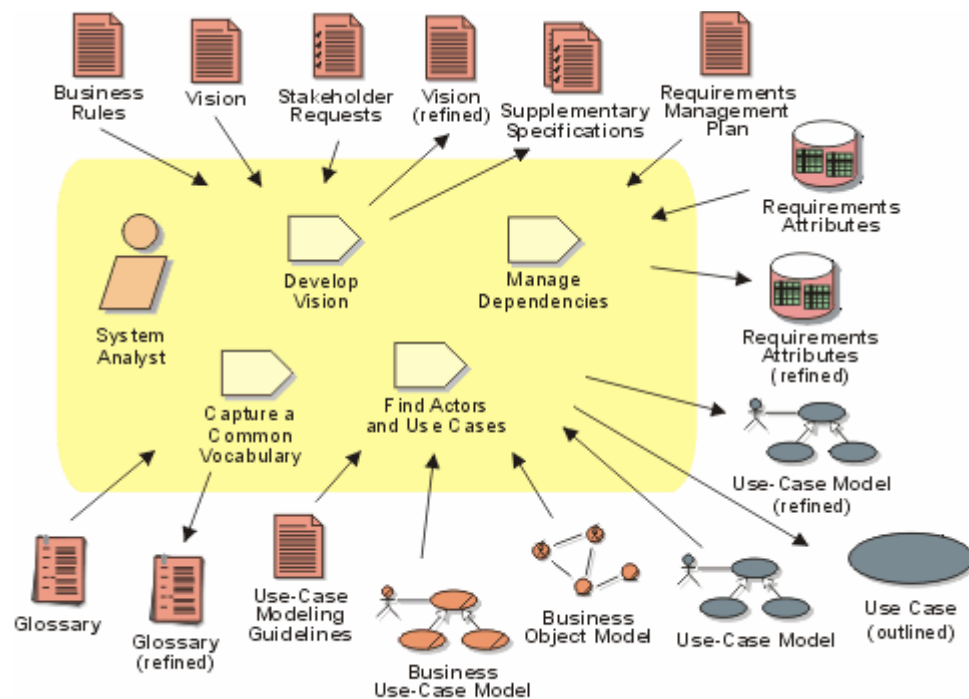 Business
Rules
Vision
Stakeholder
Requests
Vision
(refined)
Supplementary
Specifications
Requirements
Management
Plan
Requirements
Attributes
Develop
Vision
Manage
Dependencies
System
Analyst
Requirements
Attributes
(refined)
Capture a
Common
Vocabulary
Find Actors
and Use Cases
Use-Case Model
(refined)
Glossary
Glossary
(refined)
Use-Case
Modeling
Guidelines
Business
Use-Case Model
Business
Object Model
Use-Case Model
Use Case
(outlined)